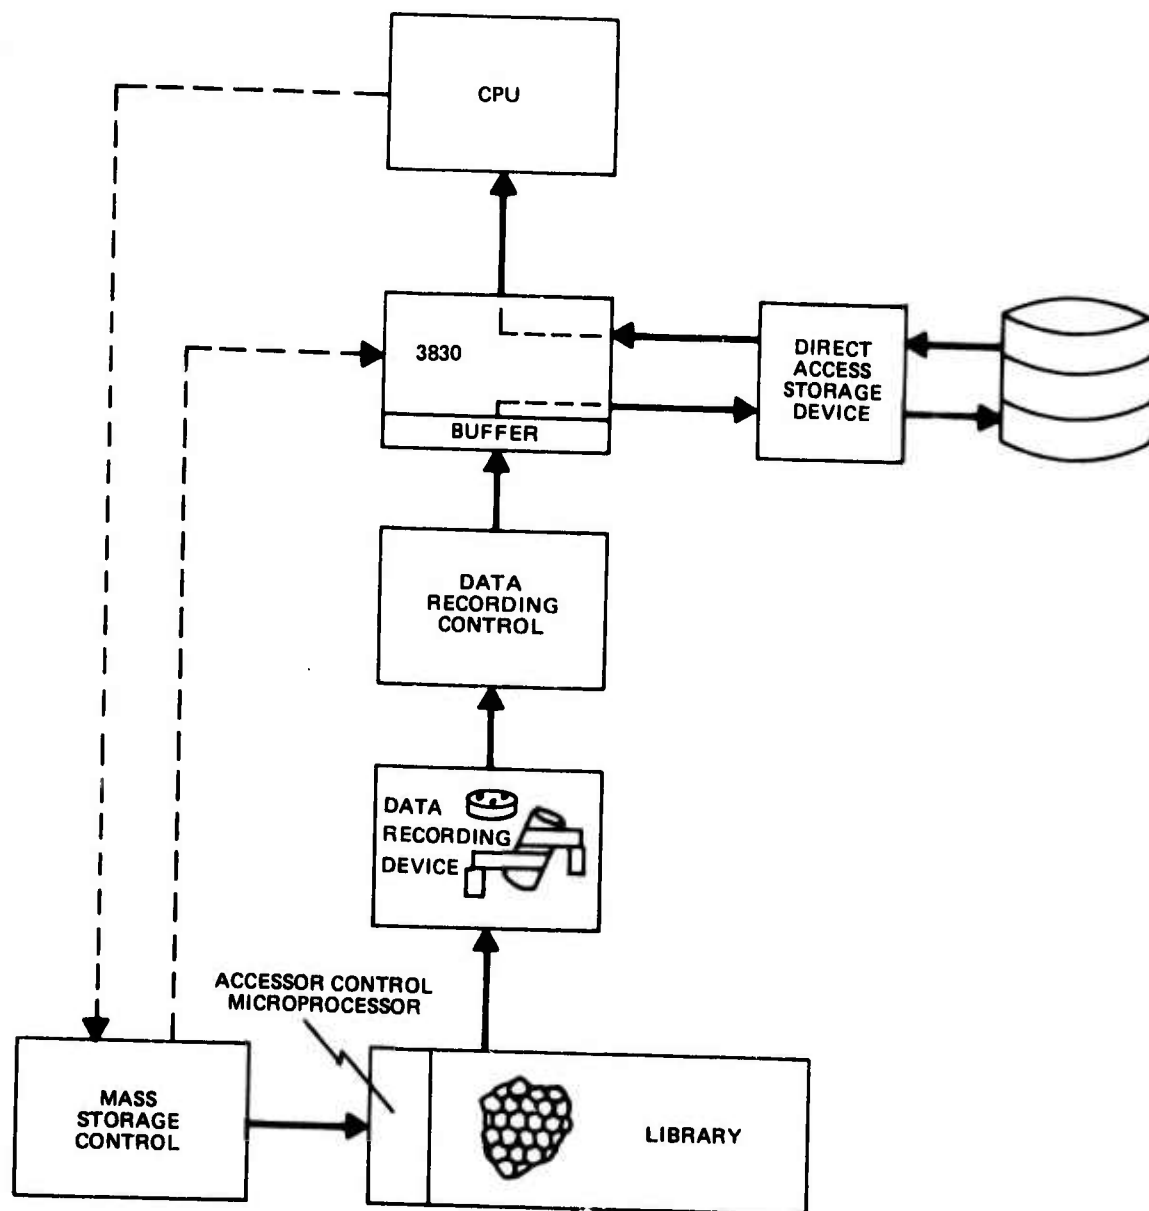 CPU
3830
BUFFER
DIRECT
ACCESS
STORAGE
DEVICE
DATA
RECORDING
CONTROL
DATA
RECORDING
DEVICE
ACCESSOR CONTROL
MICROPROCESSOR
MASS
STORAGE
CONTROL
LIBRARY